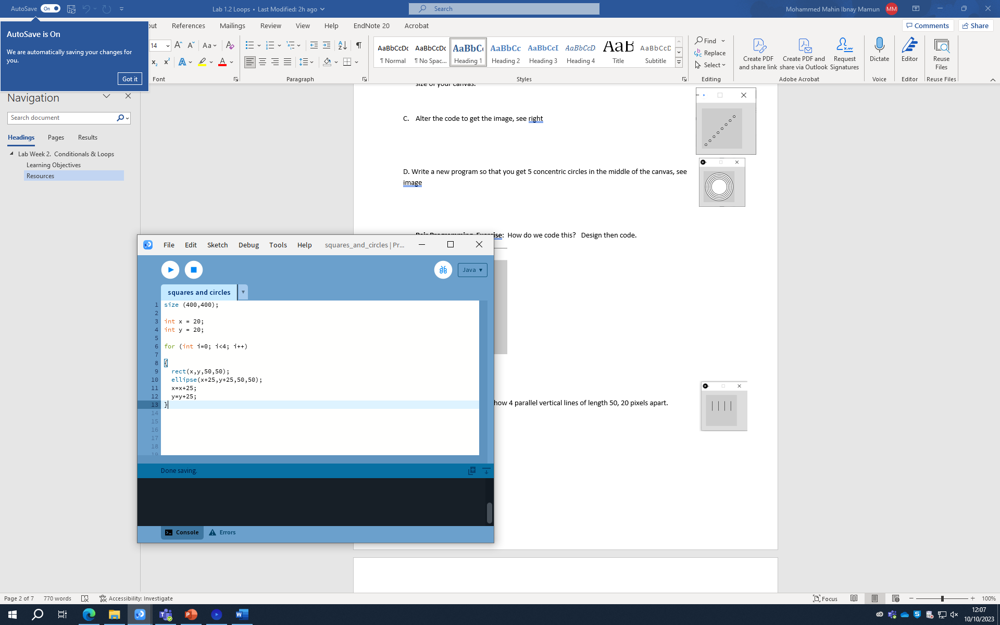 AutoSave On
Lab 1.2 Loops • Last Modified: 2h ago
Search
Mohammed Mahin Ibnay Mamun MM
AutoSave is On
We are automatically saving your changes for
you.
Got it
References Mailings Review View Help EndNote 20 Acrobat
Comments Share
14
Aa
AaBbCcDc AaBbCcDc AaBbC AaBbCc AaBbCcI AaBbCcD AaB AaBbCcD
¶ Normal ¶ No Spac... Heading 1 Heading 2 Heading 3 Heading 4 Title Subtitle
Find
Replace
Select
Create PDF
and share link
Create PDF and
share via Outlook
Request
Signatures
Dictate
Editor
Reuse
Files
Font Paragraph Styles Editing Adobe Acrobat Voice Editor Reuse Files
Navigation
Search document
Headings Pages Results
Lab Week 2. Conditionals & Loops
Learning Objectives
Resources
size of your canvas.
C. Alter the code to get the image, see right
D. Write a new program so that you get 5 concentric circles in the middle of the canvas, see
image
Pair Programming Exercise: How do we code this? Design then code.
how 4 parallel vertical lines of length 50, 20 pixels apart.
File Edit Sketch Debug Tools Help squares_and_circles | Pr...
Java ▾
squares and circles ▾
1 size (400,400);
2
3 int x = 20;
4 int y = 20;
5
6 for (int i=0; i<4; i++)
7
8 {
9 rect(x,y,50,50);
10 ellipse(x+25,y+25,50,50);
11 x=x+25;
12 y=y+25;
13 }
14
15
16
17
18
19
Done saving.
Console Errors
Page 2 of 7 770 words Accessibility: Investigate
Focus 100%
12:07
10/10/2023